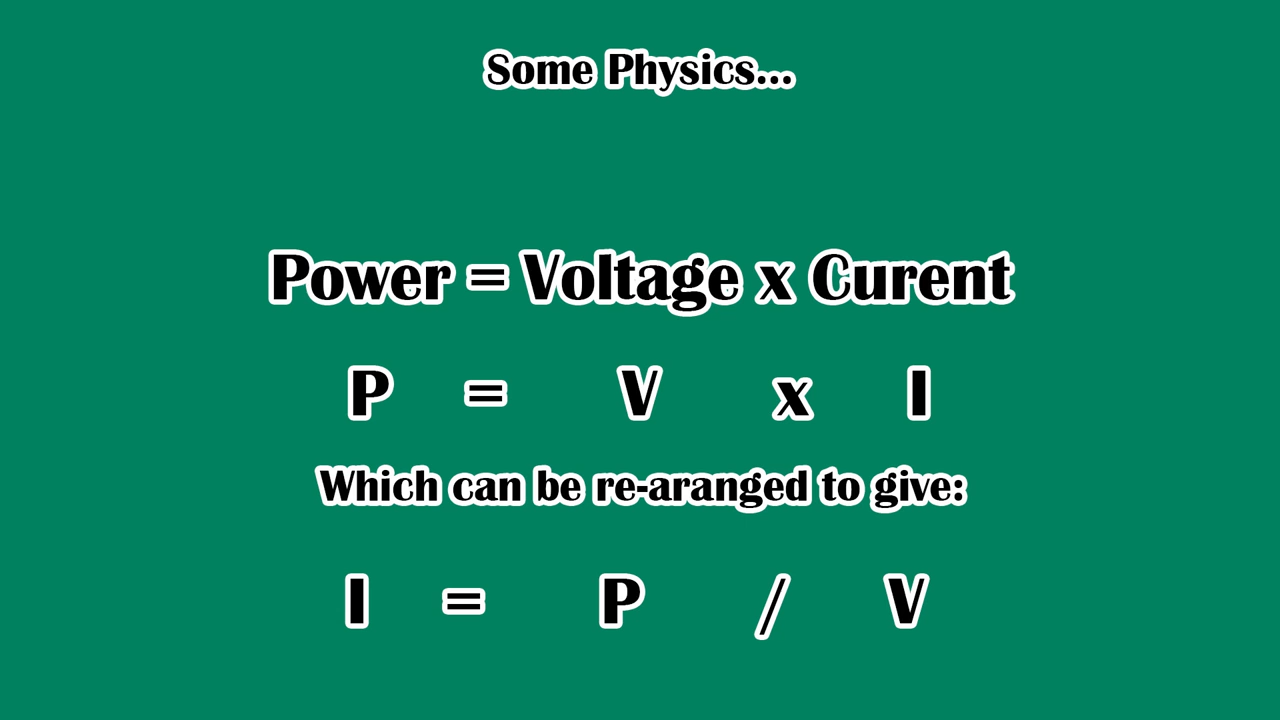 Some Physics...
Power = Voltage x Curent
P = V x I
Which can be re-aranged to give:
I = P / V